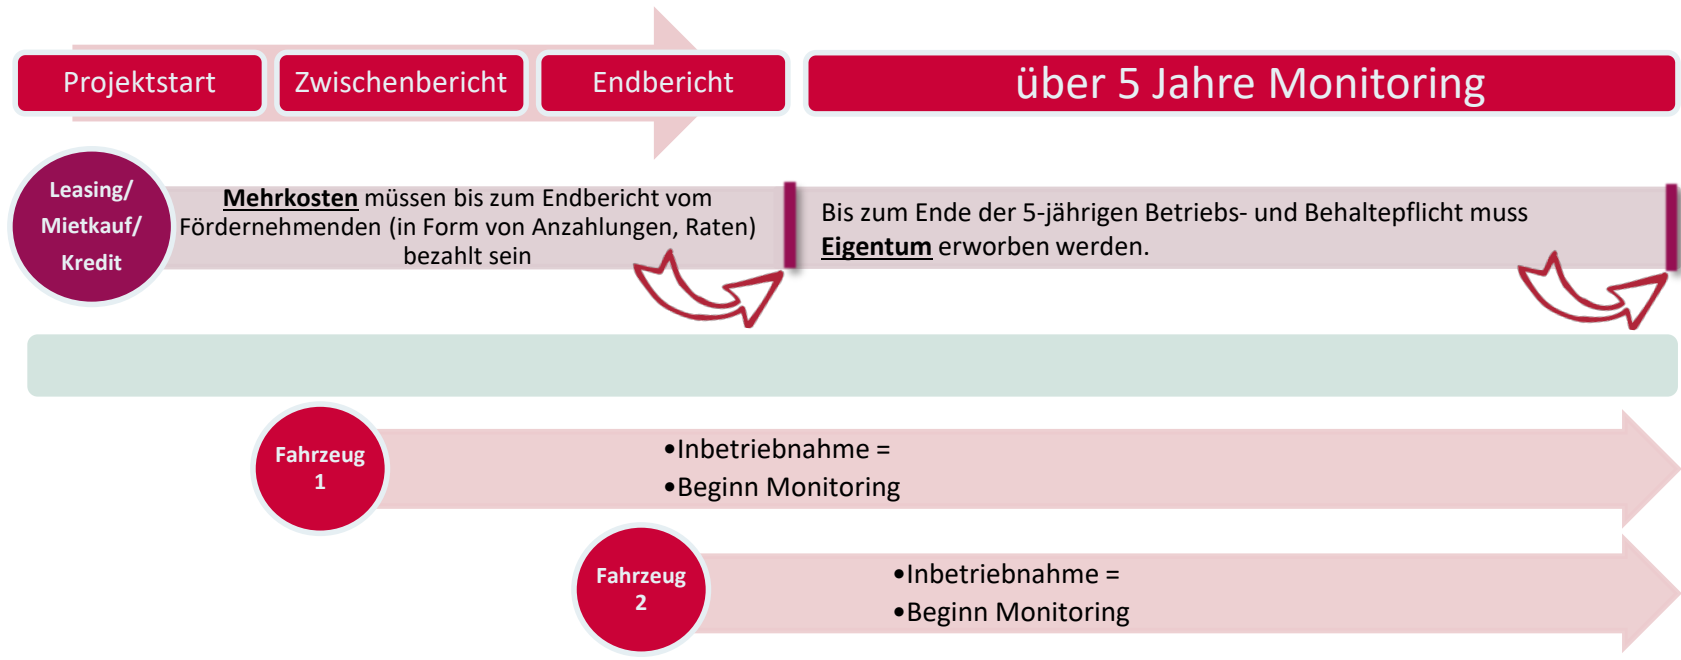 Projektstart
Zwischenbericht
Endbericht
über 5 Jahre Monitoring
Leasing/
Mietkauf/
Kredit
Mehrkosten müssen bis zum Endbericht vom
Fördernehmenden (in Form von Anzahlungen, Raten)
bezahlt sein
Bis zum Ende der 5-jährigen Betriebs- und Behaltepflicht muss
Eigentum erworben werden.
Fahrzeug
1
•Inbetriebnahme =
•Beginn Monitoring
Fahrzeug
2
•Inbetriebnahme =
•Beginn Monitoring